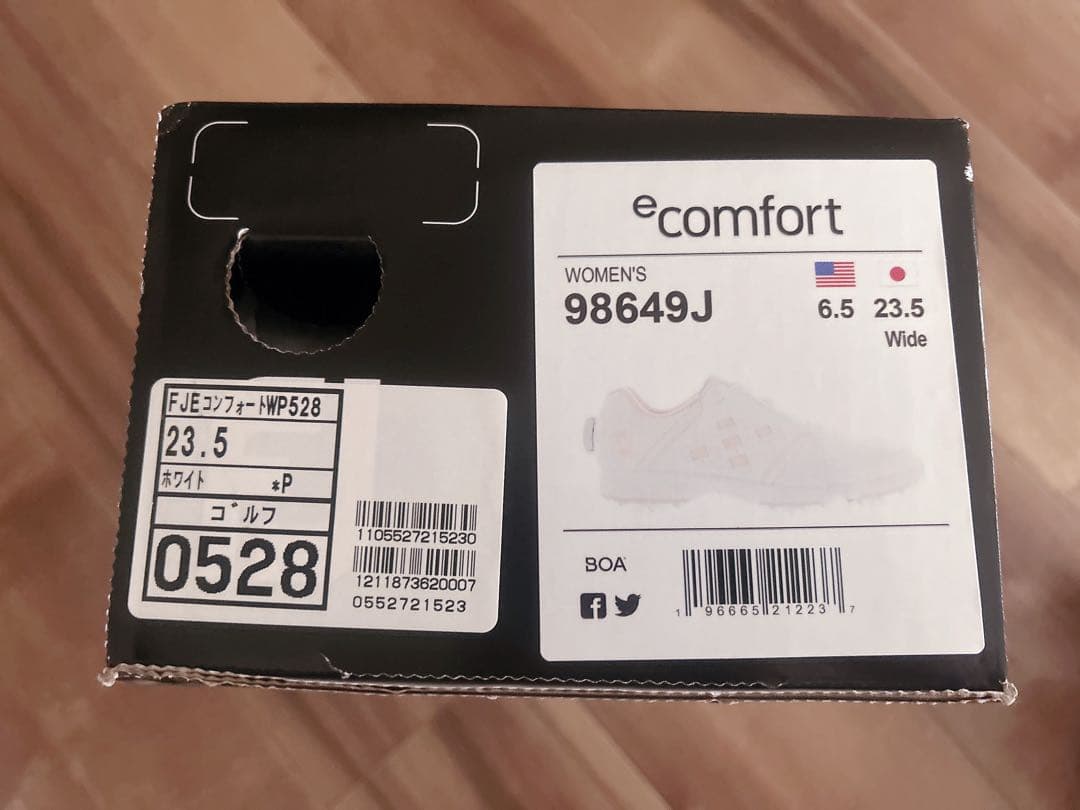 ecomfort
WOMEN'S
98649J
6.5 23.5
Wide
BOA
1 96665 21223 7
FJEコンフォートWP528
23.5
ホワイト *P
ゴルフ
0528
1105527215230
1211873620007
0552721523